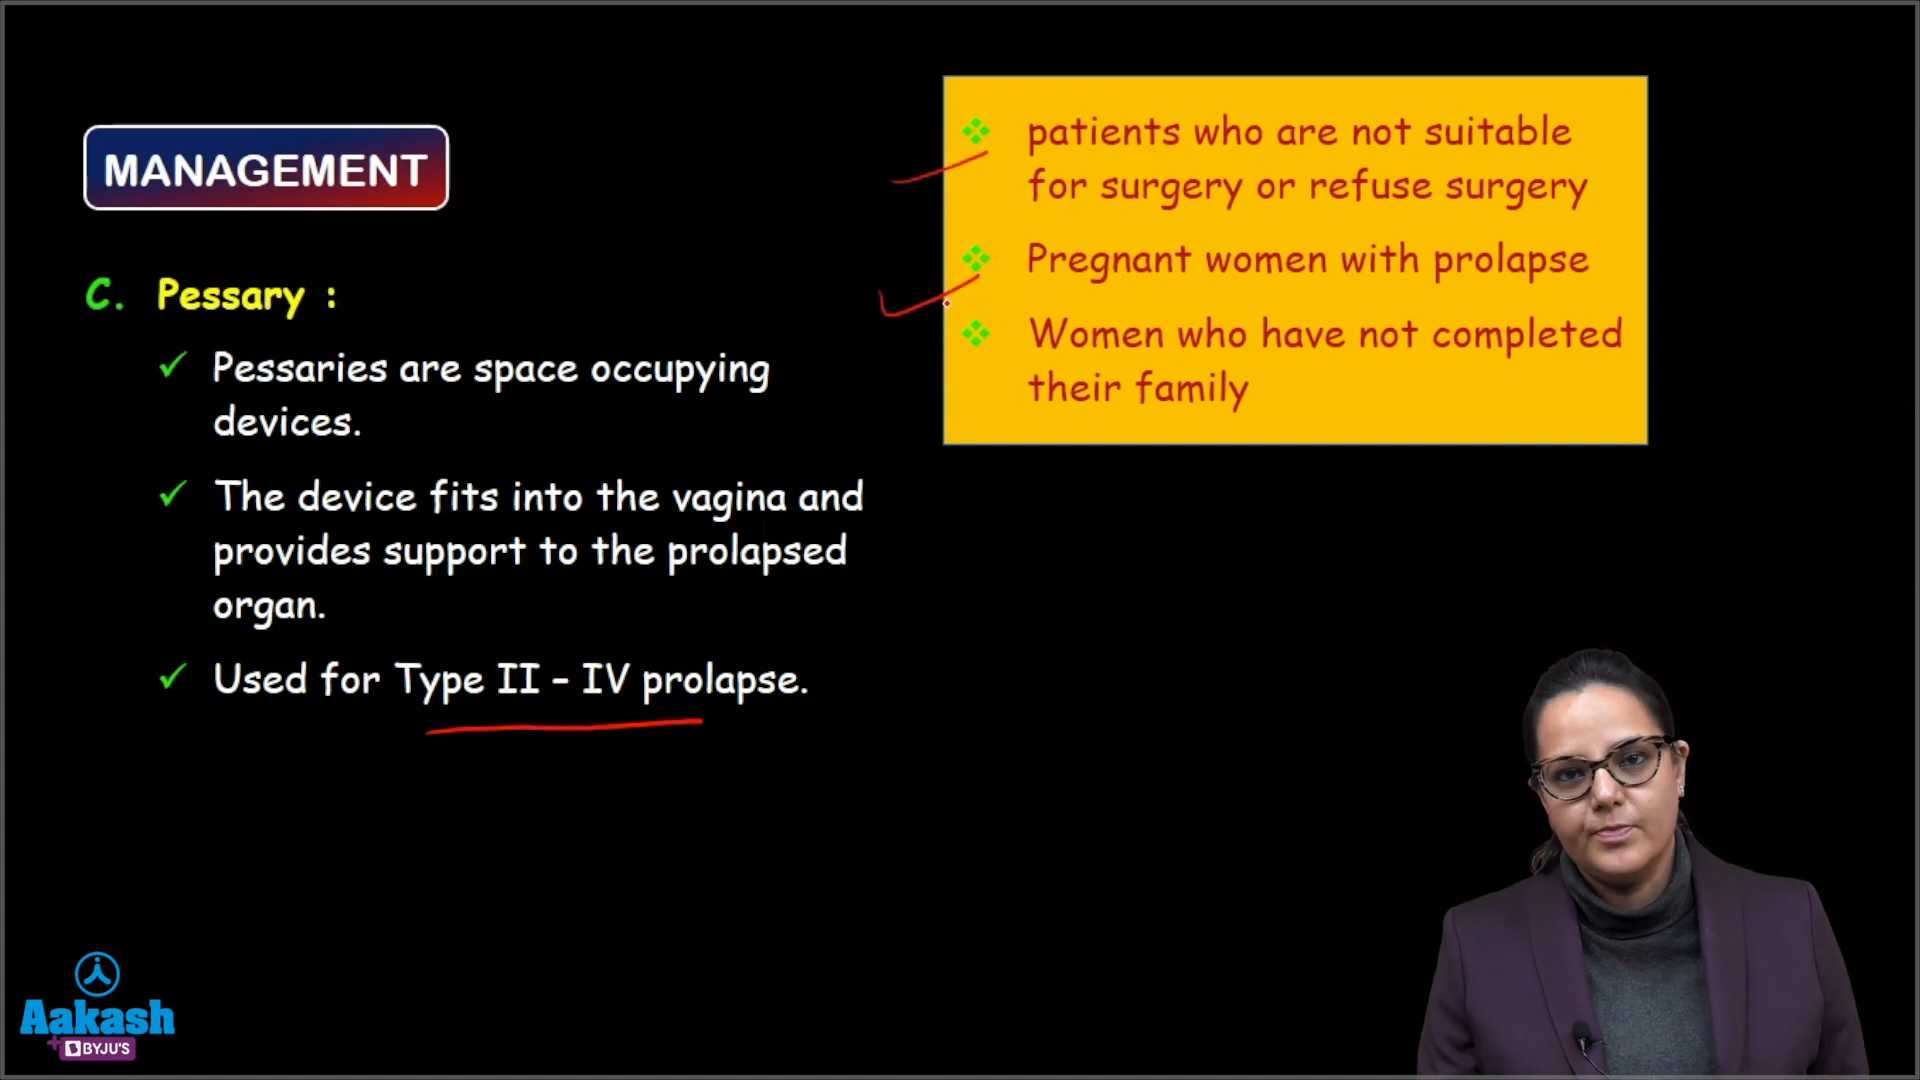 MANAGEMENT
C. Pessary :
Pessaries are space occupying
devices.
The device fits into the vagina and
provides support to the prolapsed
organ.
Used for Type II – IV prolapse.
patients who are not suitable
for surgery or refuse surgery
Pregnant women with prolapse
Women who have not completed
their family
Aakash
+ BYJU'S